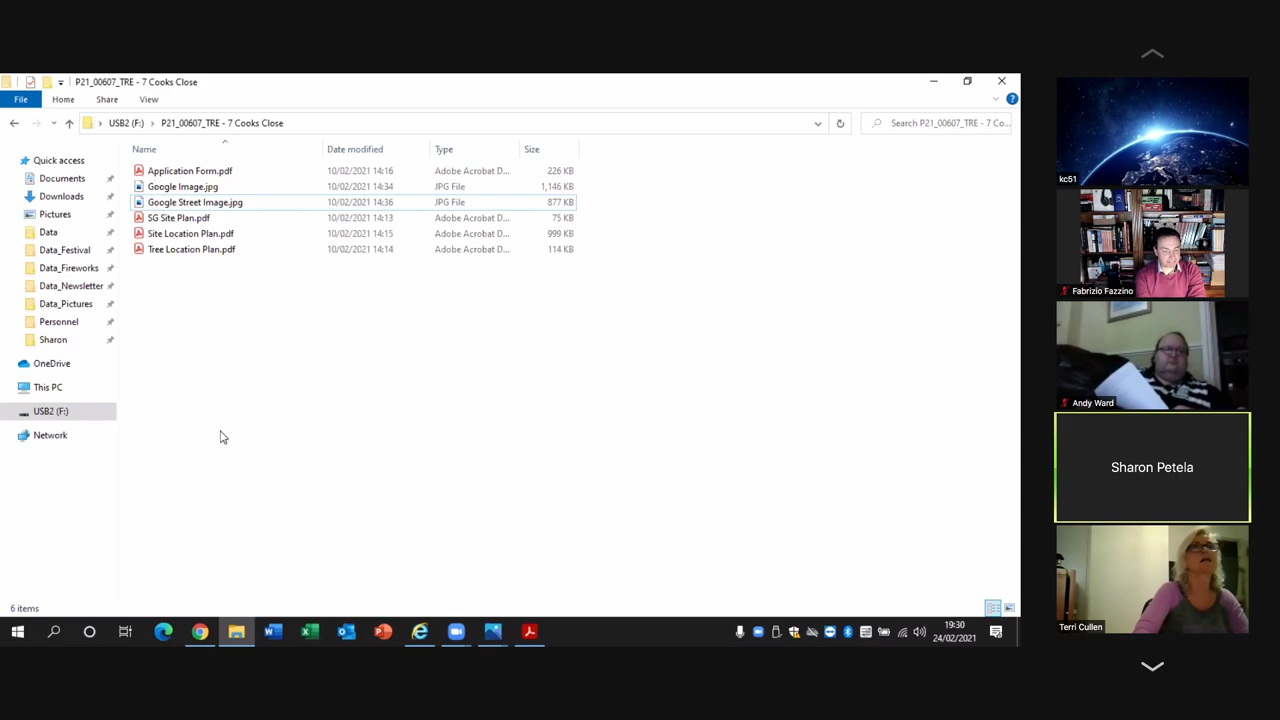 P21_00607_TRE - 7 Cooks Close
File Home Share View
USB2 (F:) P21_00607_TRE - 7 Cooks Close Search P21_00607_TRE - 7 Co...
Name Date modified Type Size
Quick access
Documents
Downloads
Pictures
Data
Data_Festival
Data_Fireworks
Data_Newsletter
Data_Pictures
Personnel
Sharon
OneDrive
This PC
USB2 (F:)
Network
Application Form.pdf 10/02/2021 14:16 Adobe Acrobat D... 226 KB
Google Image.jpg 10/02/2021 14:34 JPG File 1,146 KB
Google Street Image.jpg 10/02/2021 14:36 JPG File 877 KB
SG Site Plan.pdf 10/02/2021 14:13 Adobe Acrobat D... 75 KB
Site Location Plan.pdf 10/02/2021 14:15 Adobe Acrobat D... 999 KB
Tree Location Plan.pdf 10/02/2021 14:14 Adobe Acrobat D... 114 KB
6 items
19:30
24/02/2021
kc51
Fabrizio Fazzino
Andy Ward
Sharon Petela
Terri Cullen